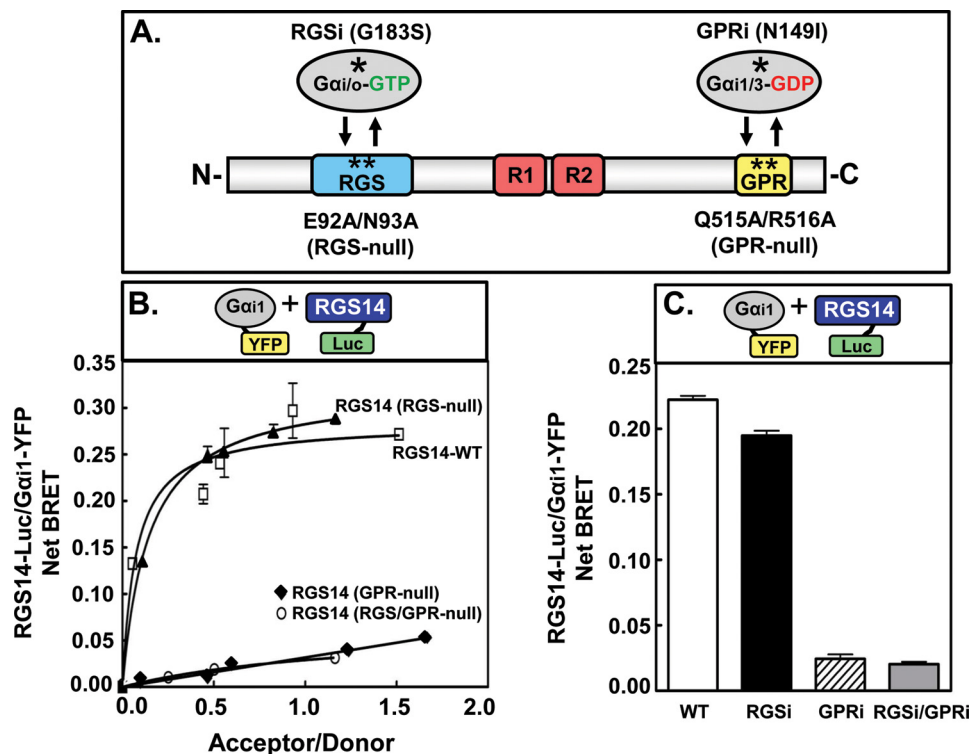 A.
RGSi (G183S)
GPRi (N149I)
*
Gαi/o-GTP
*
Gαi1/3-GDP
N-
**
RGS
R1
R2
**
GPR
-C
E92A/N93A
(RGS-null)
Q515A/R516A
(GPR-null)
B.
Gαi1
+
RGS14
YFP
Luc
RGS14-Luc/Gαi1-YFP
Net BRET
0.35
0.30
0.25
0.20
0.15
0.10
0.05
0.00
RGS14 (RGS-null)
RGS14-WT
RGS14 (GPR-null)
RGS14 (RGS/GPR-null)
0.0
0.5
1.0
1.5
2.0
Acceptor/Donor
C.
Gαi1
+
RGS14
YFP
Luc
RGS14-Luc/Gαi1-YFP
Net BRET
0.25
0.20
0.15
0.10
0.05
0.00
WT
RGSi
GPRi
RGSi/GPRi